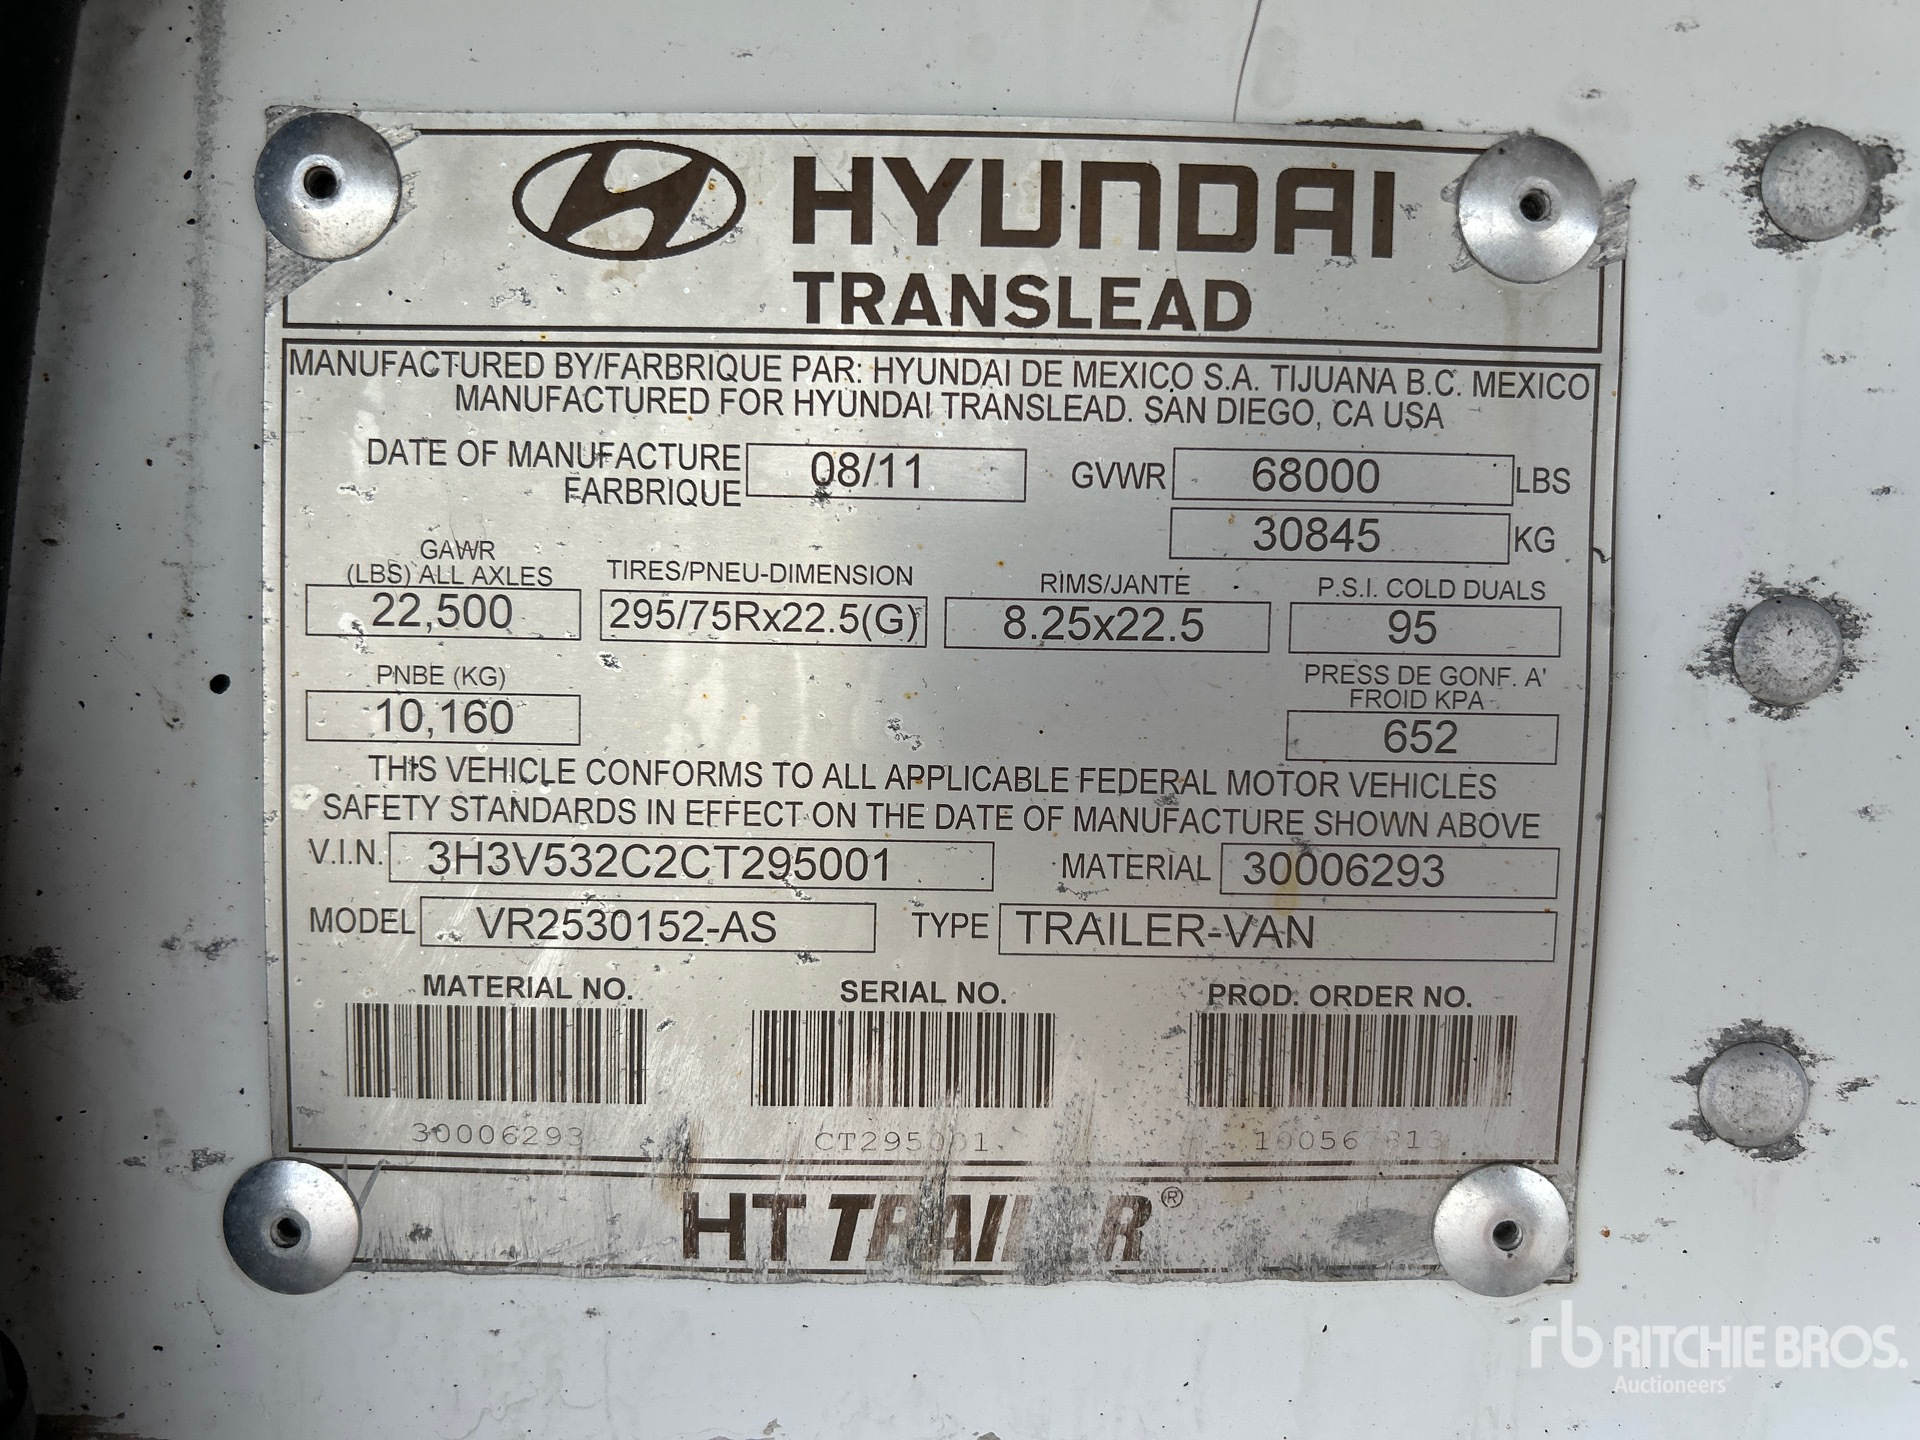 HYUNDAI
TRANSLEAD
MANUFACTURED BY/FARBRIQUE PAR: HYUNDAI DE MEXICO S.A. TIJUANA B.C. MEXICO
MANUFACTURED FOR HYUNDAI TRANSLEAD. SAN DIEGO, CA USA
DATE OF MANUFACTURE 08/11 GVWR 68000 LBS
FARBRIQUE
30845 KG
GAWR
(LBS) ALL AXLES TIRES/PNEU-DIMENSION RIMS/JANTE P.S.I. COLD DUALS
22,500 295/75Rx22.5(G) 8.25x22.5 95
PNBE (KG) PRESS DE GONF. A'
FROID KPA
10,160 652
THIS VEHICLE CONFORMS TO ALL APPLICABLE FEDERAL MOTOR VEHICLES
SAFETY STANDARDS IN EFFECT ON THE DATE OF MANUFACTURE SHOWN ABOVE
V.I.N. 3H3V532C2CT295001 MATERIAL 30006293
MODEL VR2530152-AS TYPE TRAILER-VAN
MATERIAL NO. SERIAL NO. PROD. ORDER NO.
30006293 CT295001
HT TRAILER®
rb RITCHIE BROS.
Auctioneers